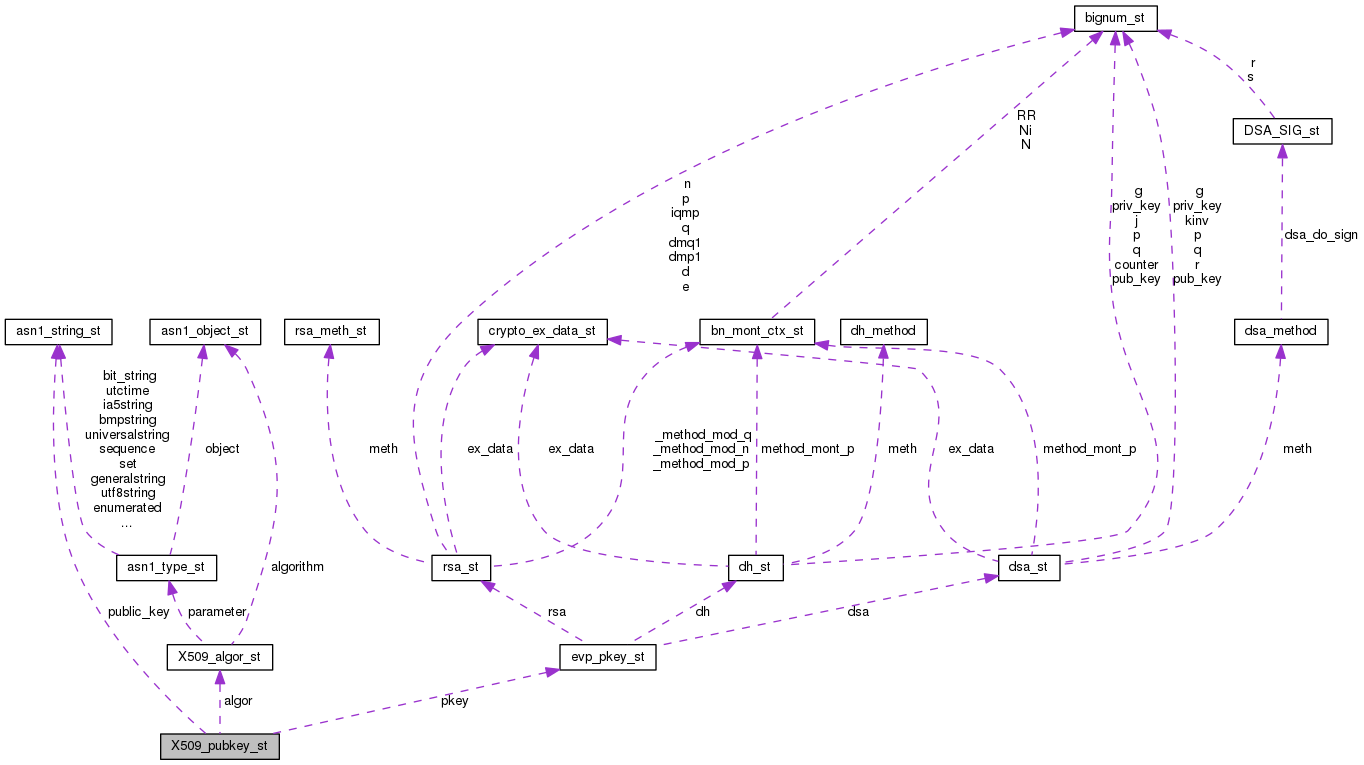 bignum_st
r
s
RR
Ni
N
DSA_SIG_st
n
p
iqmp
q
dmq1
dmp1
d
e
g
priv_key
j
p
q
counter
pub_key
g
priv_key
kinv
p
q
r
pub_key
dsa_do_sign
asn1_string_st
asn1_object_st
rsa_meth_st
crypto_ex_data_st
bn_mont_ctx_st
dh_method
dsa_method
bit_string
utctime
ia5string
bmpstring
universalstring
sequence
set
generalstring
utf8string
enumerated
...
object
meth
ex_data
ex_data
_method_mod_q
_method_mod_n
_method_mod_p
method_mont_p
meth
ex_data
method_mont_p
meth
asn1_type_st
algorithm
rsa_st
dh_st
dsa_st
public_key
parameter
rsa
dh
dsa
X509_algor_st
evp_pkey_st
algor
pkey
X509_pubkey_st